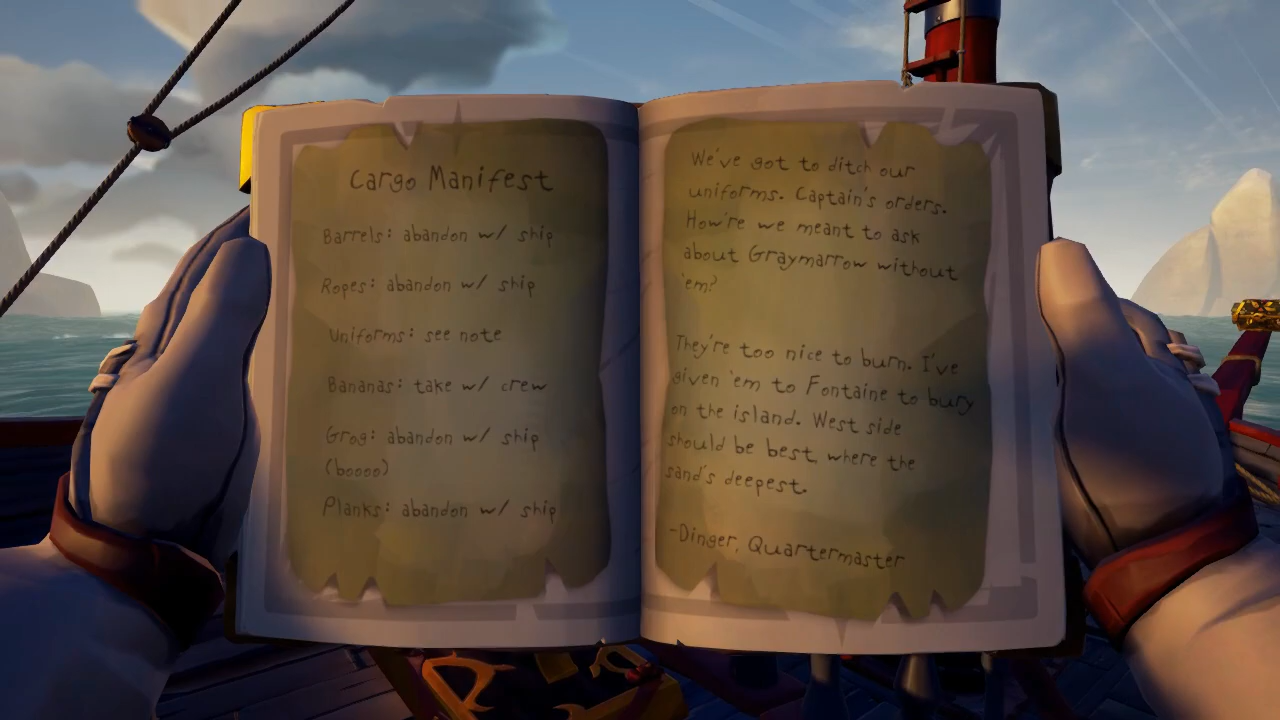 Cargo Manifest
Barrels: abandon w/ ship
Ropes: abandon w/ ship
Uniforms: see note
Bananas: take w/ crew
Grog: abandon w/ ship
(boooo)
Planks: abandon w/ ship
We've got to ditch our
uniforms. Captain's orders.
How're we meant to ask
about Graymarrow without
'em?
They're too nice to burn. I've
given 'em to Fontaine to bury
on the island. West side
should be best, where the
sand's deepest.
-Dinger, Quartermaster